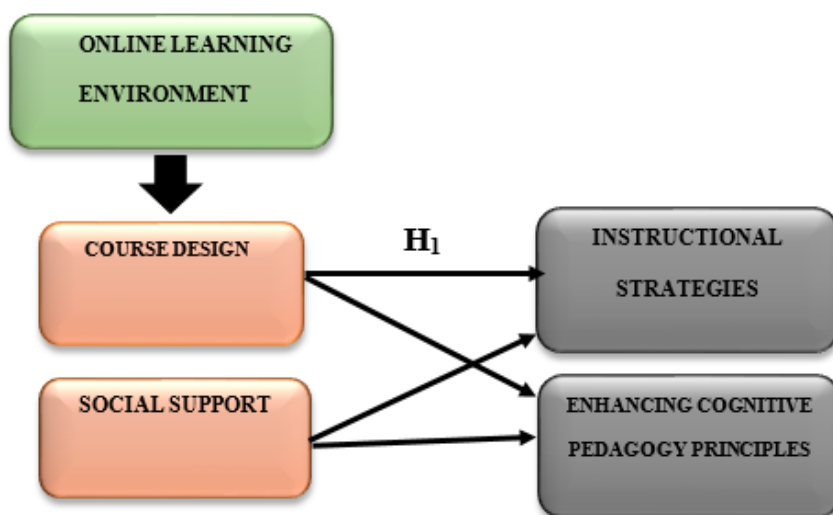 ONLINE LEARNING
ENVIRONMENT
COURSE DESIGN
H1
INSTRUCTIONAL
STRATEGIES
SOCIAL SUPPORT
ENHANCING COGNITIVE
PEDAGOGY PRINCIPLES